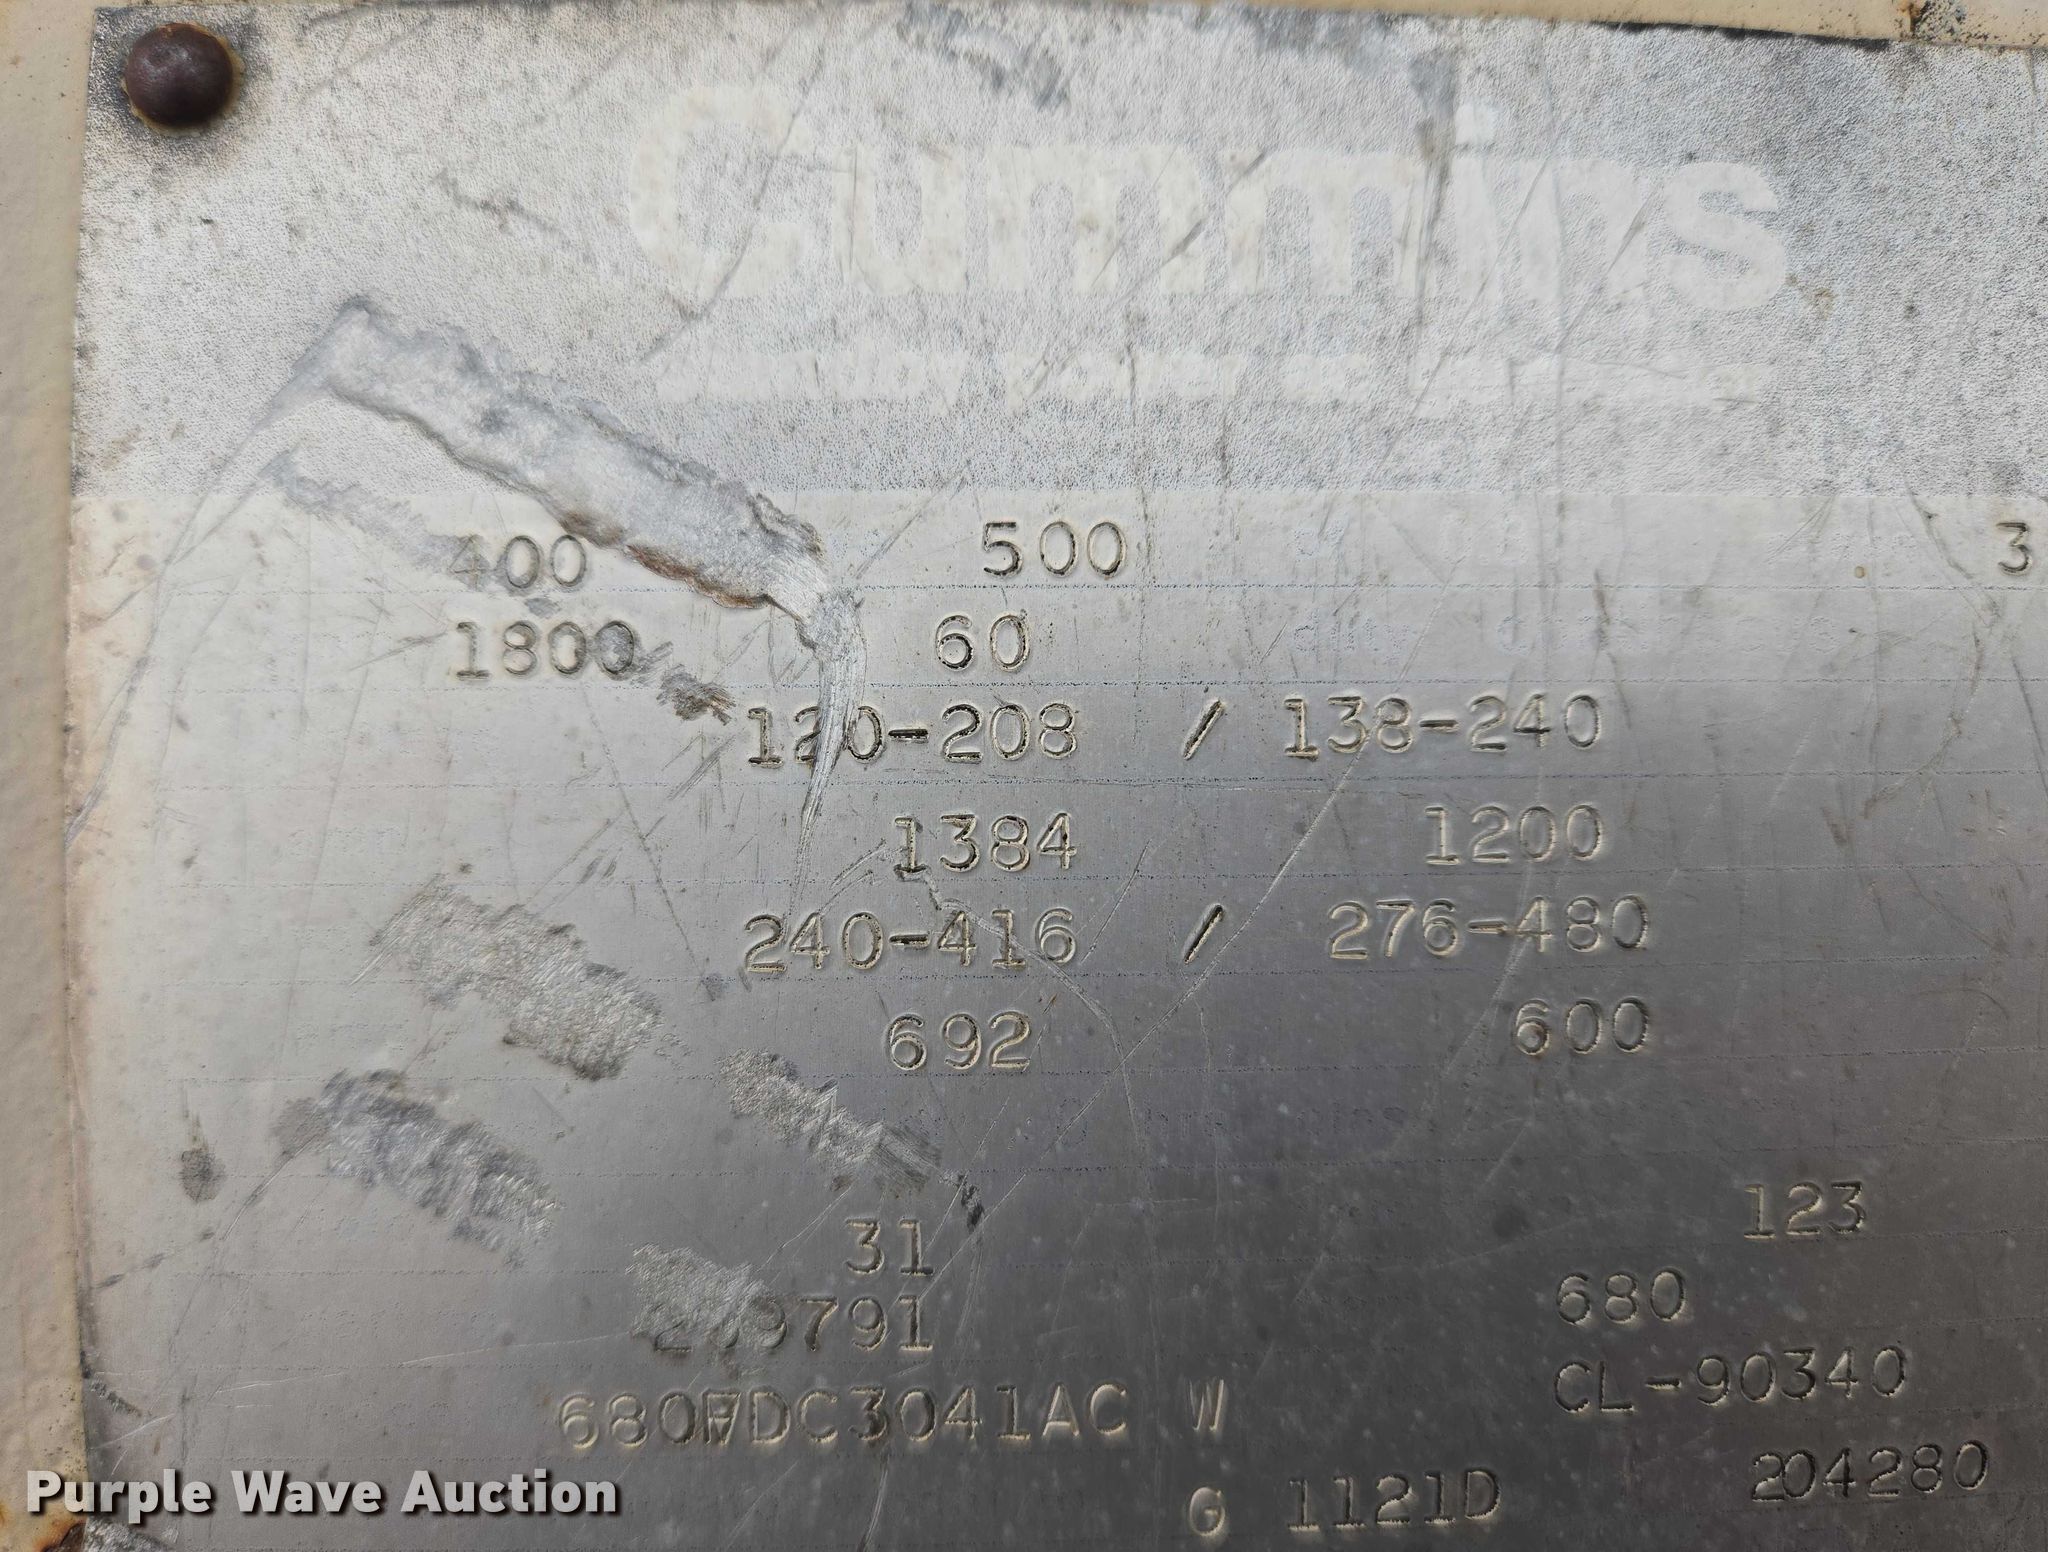 Cummins
400 500 3
1800 60
120-208 / 138-240
1384 1200
240-416 / 276-480
692 600
31 123
680
CL-90340
W
G 1121D 204280
Purple Wave Auction